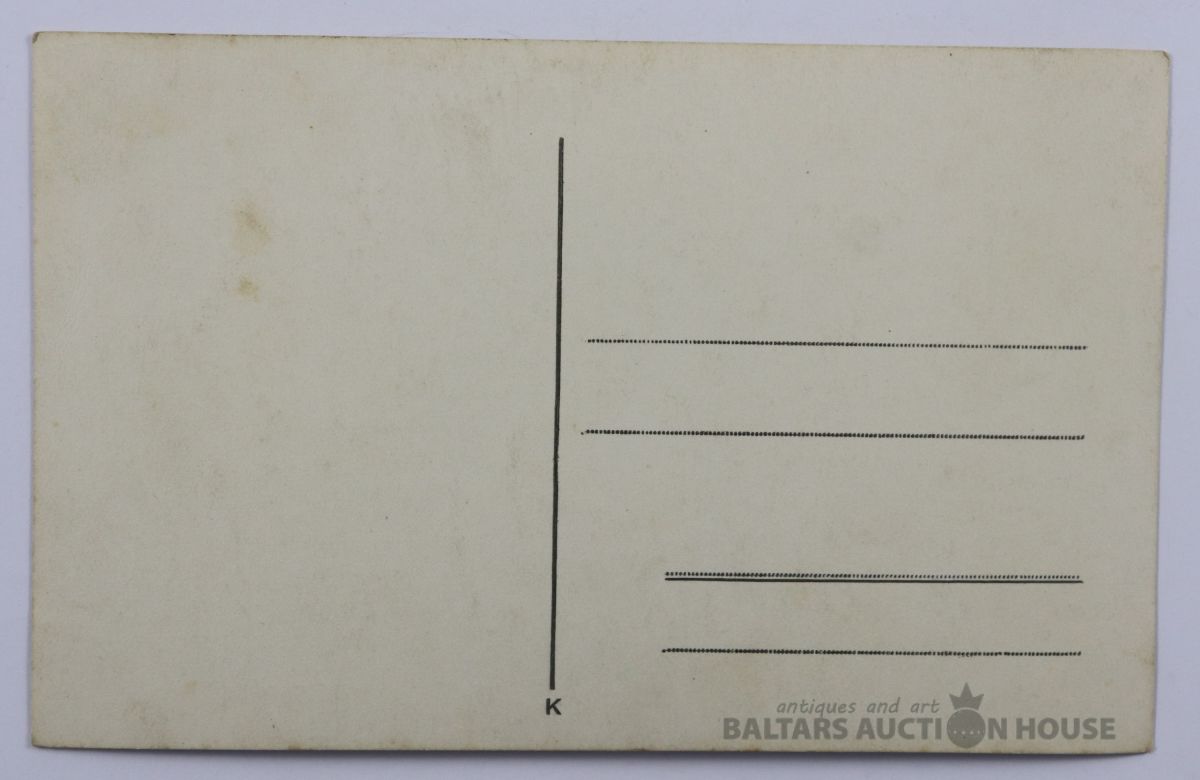 K
antiques and art
BALTARS AUCTION HOUSE